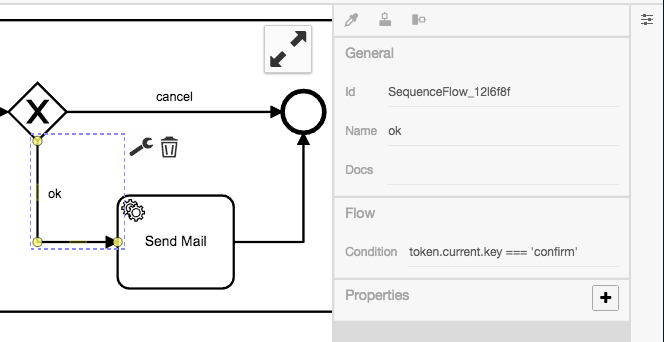 General
cancel
Id SequenceFlow_12l6f8f
Name ok
Docs
ok
Flow
Send Mail
Condition token.current.key === 'confirm'
Properties